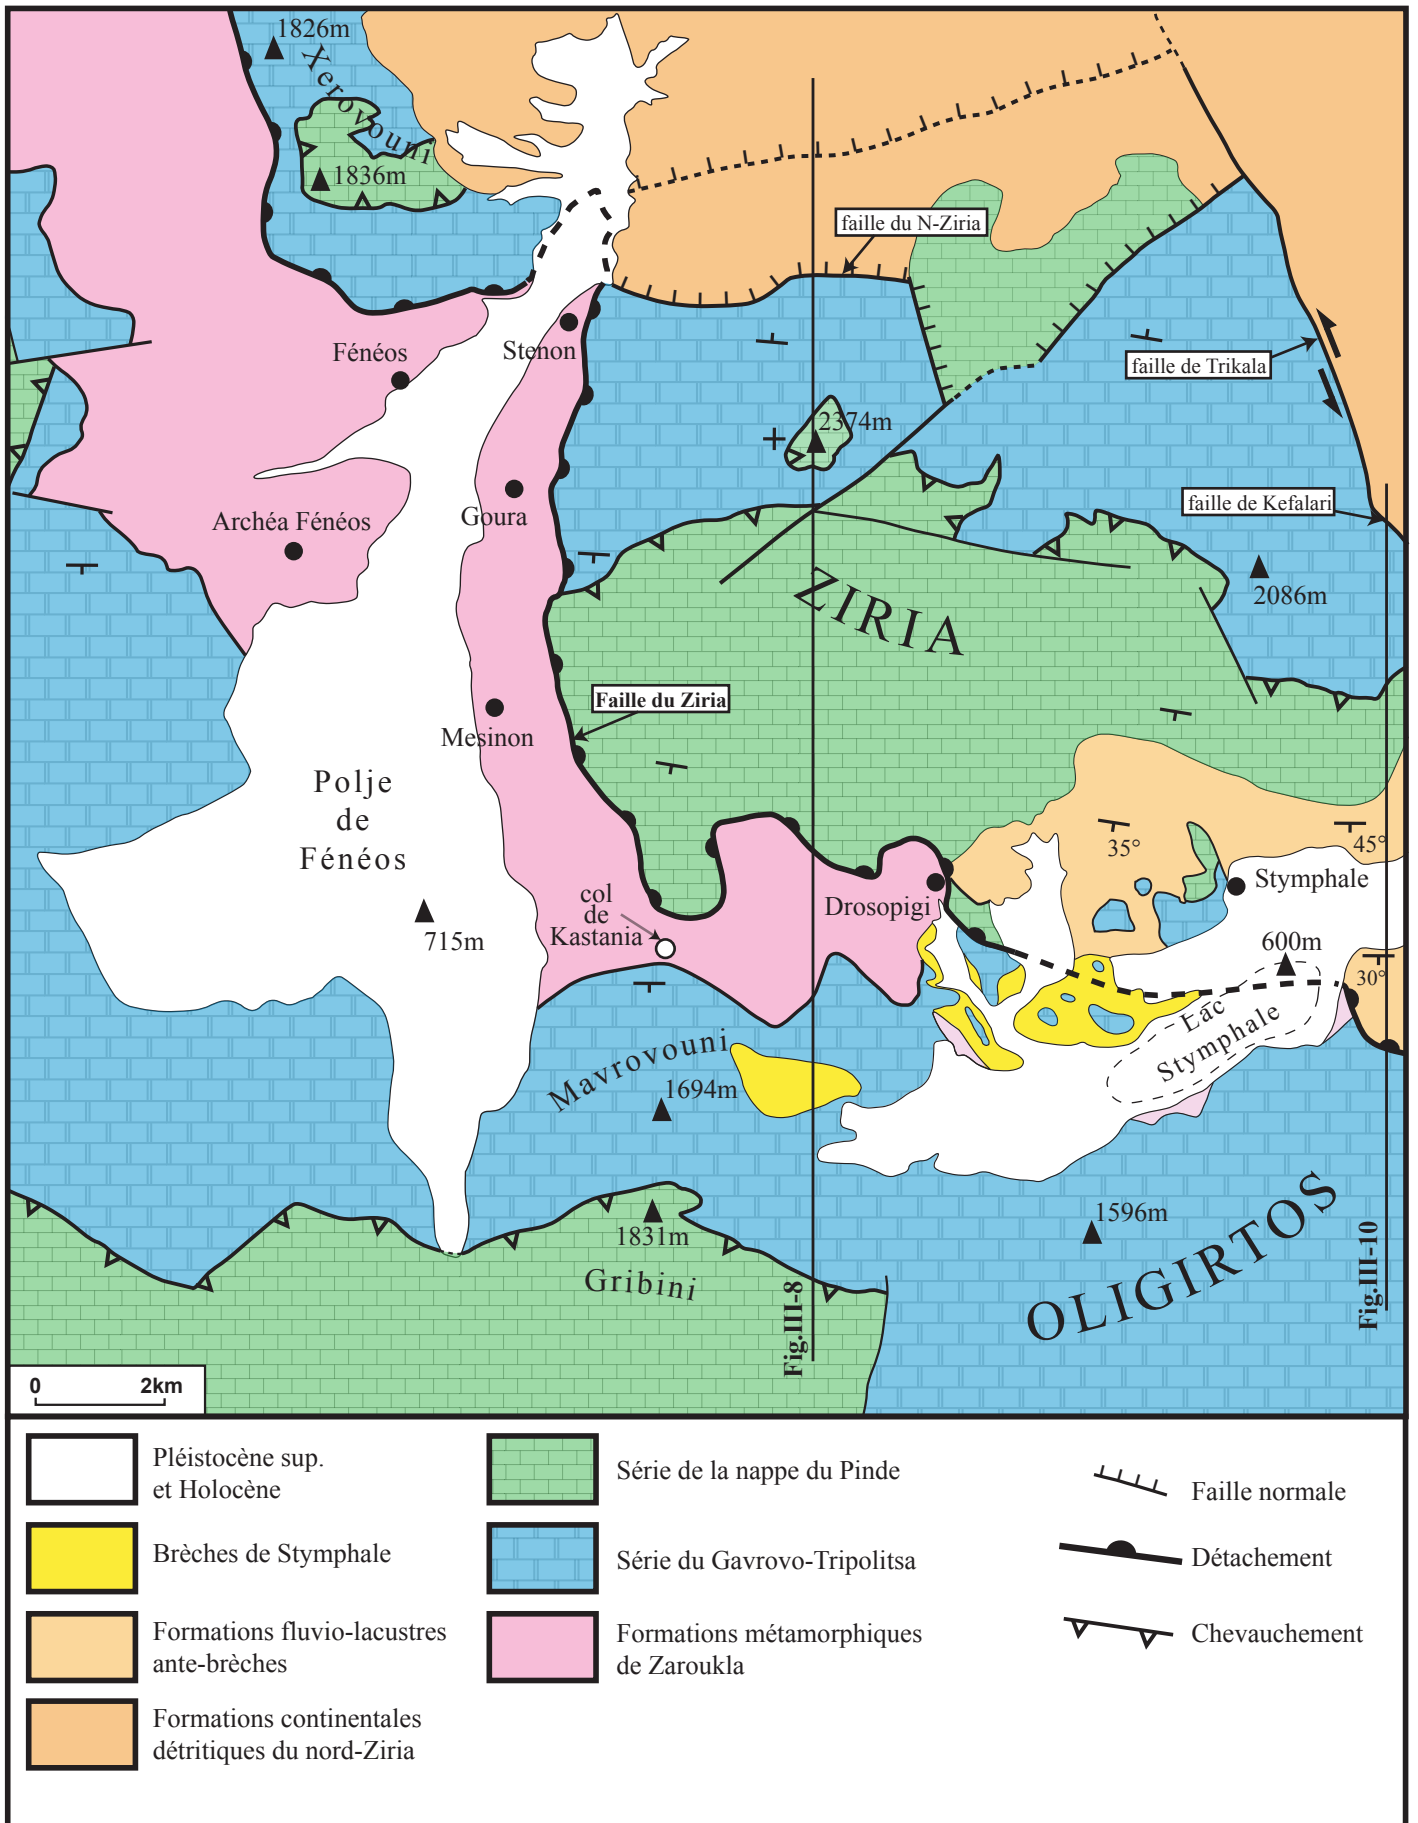 1826m
Xerovouni
1836m
faille du N-Ziria
Fénéos
Stenon
faille de Trikala
2374m
Archéa Fénéos
Goura
faille de Kefalari
2086m
ZIRIA
Faille du Ziria
Mesinon
Polje
de
Fénéos
35°
45°
Stymphale
col
de
Kastania
Drosopigi
715m
600m
30°
Lac
Stymphale
Mavrovouni
1694m
1831m
Gribini
1596m
OLIGIRTOS
Fig.III-8
Fig.III-10
0 2km
Pléistocène sup.
et Holocène
Brèches de Stymphale
Formations fluvio-lacustres
ante-brèches
Formations continentales
détritiques du nord-Ziria
Série de la nappe du Pinde
Série du Gavrovo-Tripolitsa
Formations métamorphiques
de Zaroukla
Faille normale
Détachement
Chevauchement